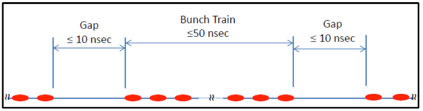 Gap
≤ 10 nsec
Bunch Train
≤50 nsec
Gap
≤ 10 nsec